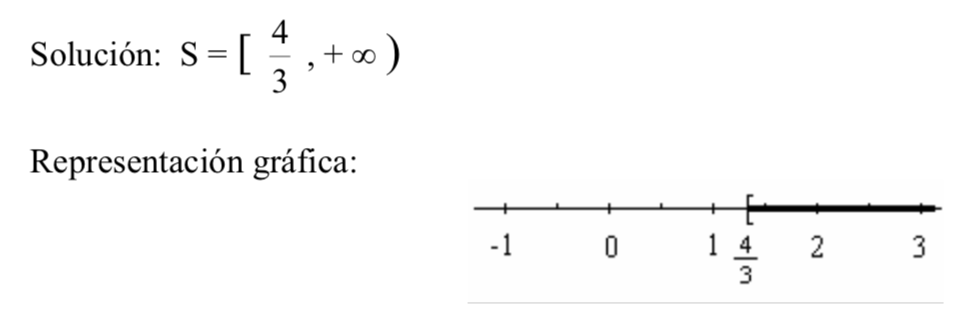 Solución: S = [ 4/3 , + ∞ )
Representación gráfica:
-1 0 1 4/3 2 3